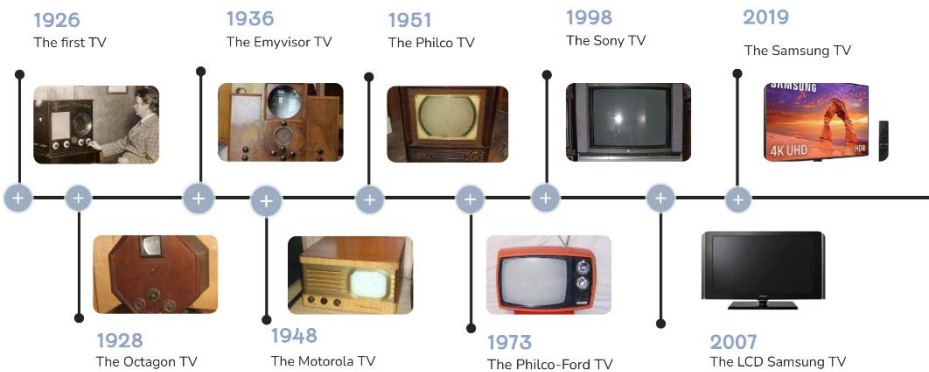 1926
The first TV
1936
The Emyvisor TV
1951
The Philco TV
1998
The Sony TV
2019
The Samsung TV
SAMSUNG
4K UHD
HDR
1928
The Octagon TV
1948
The Motorola TV
1973
The Philco-Ford TV
2007
The LCD Samsung TV